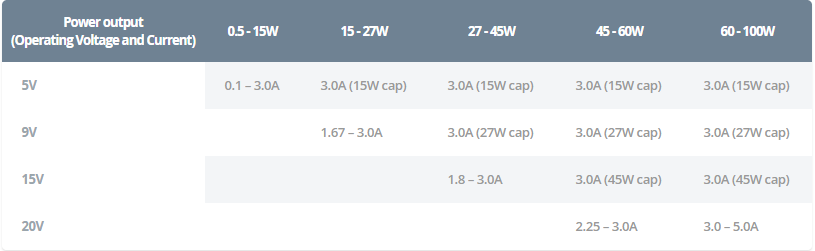 Power output
(Operating Voltage and Current) 0.5 - 15W 15 - 27W 27 - 45W 45 - 60W 60 - 100W
5V 0.1 – 3.0A 3.0A (15W cap) 3.0A (15W cap) 3.0A (15W cap) 3.0A (15W cap)
9V 1.67 – 3.0A 3.0A (27W cap) 3.0A (27W cap) 3.0A (27W cap)
15V 1.8 – 3.0A 3.0A (45W cap) 3.0A (45W cap)
20V 2.25 – 3.0A 3.0 – 5.0A